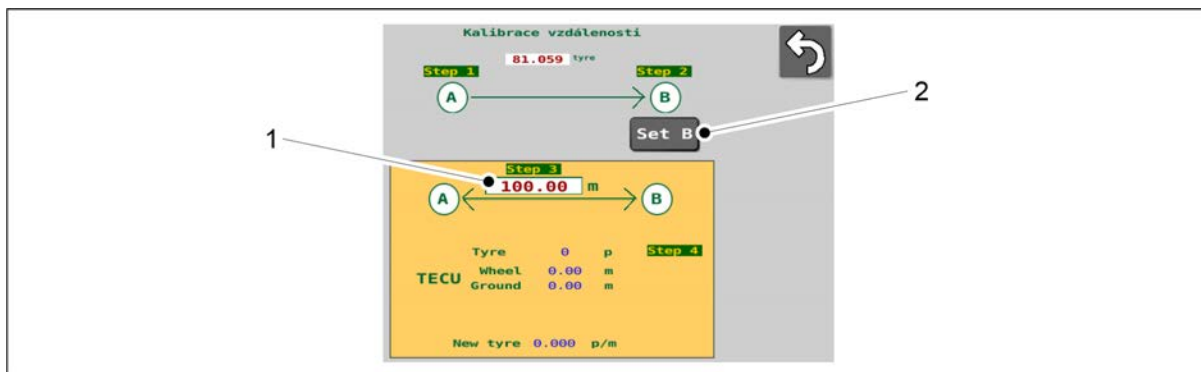 Kalibrace vzdálenosti
81.059 tyre
Step 1 Step 2
A B
Set B
2
1
Step 3
100.00 m
A B
Tyre 0 p Step 4
TECU
Wheel 0.00 m
Ground 0.00 m
New tyre 0.000 p/m